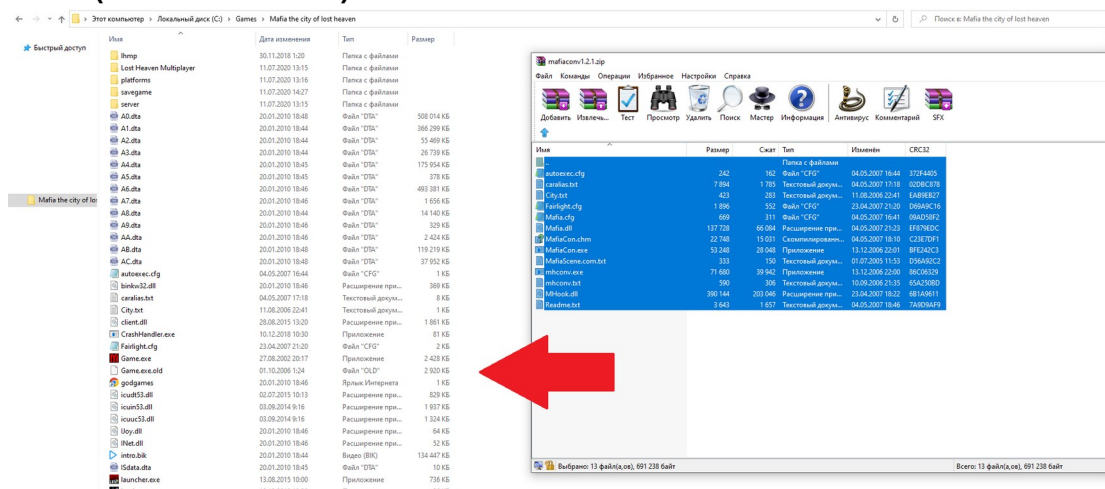 Этот компьютер > Локальный диск (C:) > Games > Mafia the city of lost heaven
Поиск в: Mafia the city of lost heaven
Быстрый доступ
Mafia the city of los
Имя Дата изменения Тип Размер
lhmp 30.11.2018 1:20 Папка с файлами
Lost Heaven Multiplayer 11.07.2020 13:15 Папка с файлами
platforms 11.07.2020 13:16 Папка с файлами
savegame 11.07.2020 14:27 Папка с файлами
server 11.07.2020 13:15 Папка с файлами
A0.dta 20.01.2010 18:48 Файл "DTA" 508 014 КБ
A1.dta 20.01.2010 18:44 Файл "DTA" 366 299 КБ
A2.dta 20.01.2010 18:44 Файл "DTA" 55 469 КБ
A3.dta 20.01.2010 18:44 Файл "DTA" 26 739 КБ
A4.dta 20.01.2010 18:45 Файл "DTA" 175 954 КБ
A5.dta 20.01.2010 18:45 Файл "DTA" 378 КБ
A6.dta 20.01.2010 18:46 Файл "DTA" 493 381 КБ
A7.dta 20.01.2010 18:46 Файл "DTA" 1 656 КБ
A8.dta 20.01.2010 18:44 Файл "DTA" 14 140 КБ
A9.dta 20.01.2010 18:46 Файл "DTA" 329 КБ
AA.dta 20.01.2010 18:46 Файл "DTA" 2 424 КБ
AB.dta 20.01.2010 18:48 Файл "DTA" 119 219 КБ
AC.dta 20.01.2010 18:48 Файл "DTA" 37 952 КБ
autoexec.cfg 04.05.2007 16:44 Файл "CFG" 1 КБ
binkw32.dll 20.01.2010 18:46 Расширение при... 369 КБ
caralias.txt 04.05.2007 17:18 Текстовый докум... 8 КБ
City.txt 11.08.2006 22:41 Текстовый докум... 1 КБ
client.dll 28.08.2015 13:20 Расширение при... 1 861 КБ
CrashHandler.exe 10.12.2018 10:30 Приложение 81 КБ
Fairlight.cfg 23.04.2007 21:20 Файл "CFG" 2 КБ
Game.exe 27.08.2002 20:17 Приложение 2 428 КБ
Game.exe.old 01.10.2006 1:24 Файл "OLD" 2 920 КБ
godgames 20.01.2010 18:46 Ярлык Интернета 1 КБ
icudt53.dll 02.07.2015 10:13 Расширение при... 829 КБ
icuin53.dll 03.09.2014 9:16 Расширение при... 1 937 КБ
icuuc53.dll 03.09.2014 9:16 Расширение при... 1 324 КБ
IJoy.dll 20.01.2010 18:46 Расширение при... 64 КБ
INet.dll 20.01.2010 18:46 Расширение при... 52 КБ
intro.bik 20.01.2010 18:44 Видео (BIK) 134 447 КБ
ISdata.dta 20.01.2010 18:45 Файл "DTA" 10 КБ
launcher.exe 13.08.2015 10:00 Приложение 736 КБ
mafiaconv1.2.1.zip
Файл Команды Операции Избранное Настройки Справка
Добавить Извлечь... Тест Просмотр Удалить Поиск Мастер Информация Антивирус Комментарий SFX
Имя Размер Сжат Тип Изменён CRC32
.. Папка с файлами
autoexec.cfg 242 162 Файл "CFG" 04.05.2007 16:44 372F4405
caralias.txt 7 894 1 785 Текстовый докум... 04.05.2007 17:18 02DBC878
City.txt 423 283 Текстовый докум... 11.08.2006 22:41 EAB9EB27
Fairlight.cfg 1 896 552 Файл "CFG" 23.04.2007 21:20 D69A9C16
Mafia.cfg 669 311 Файл "CFG" 04.05.2007 16:41 09AD58F2
Mafia.dll 137 728 66 084 Расширение при... 04.05.2007 21:23 EF879EDC
MafiaCon.chm 22 748 15 031 Скомпилированн... 04.05.2007 18:10 C23E7DF1
MafiaCon.exe 53 248 28 048 Приложение 13.12.2006 22:01 BFE242C3
MafiaScene.com.txt 333 150 Текстовый докум... 01.07.2005 11:53 D56A92C2
mhconv.exe 71 680 39 942 Приложение 13.12.2006 22:00 86C06329
mhconv.txt 590 306 Текстовый докум... 10.09.2006 21:35 65A250BD
MHook.dll 390 144 203 046 Расширение при... 23.04.2007 18:22 6B1A9611
Readme.txt 3 643 1 657 Текстовый докум... 04.05.2007 18:46 7A9D9AF9
Выбрано: 13 файл(а,ов), 691 238 байт
Всего: 13 файл(а,ов), 691 238 байт